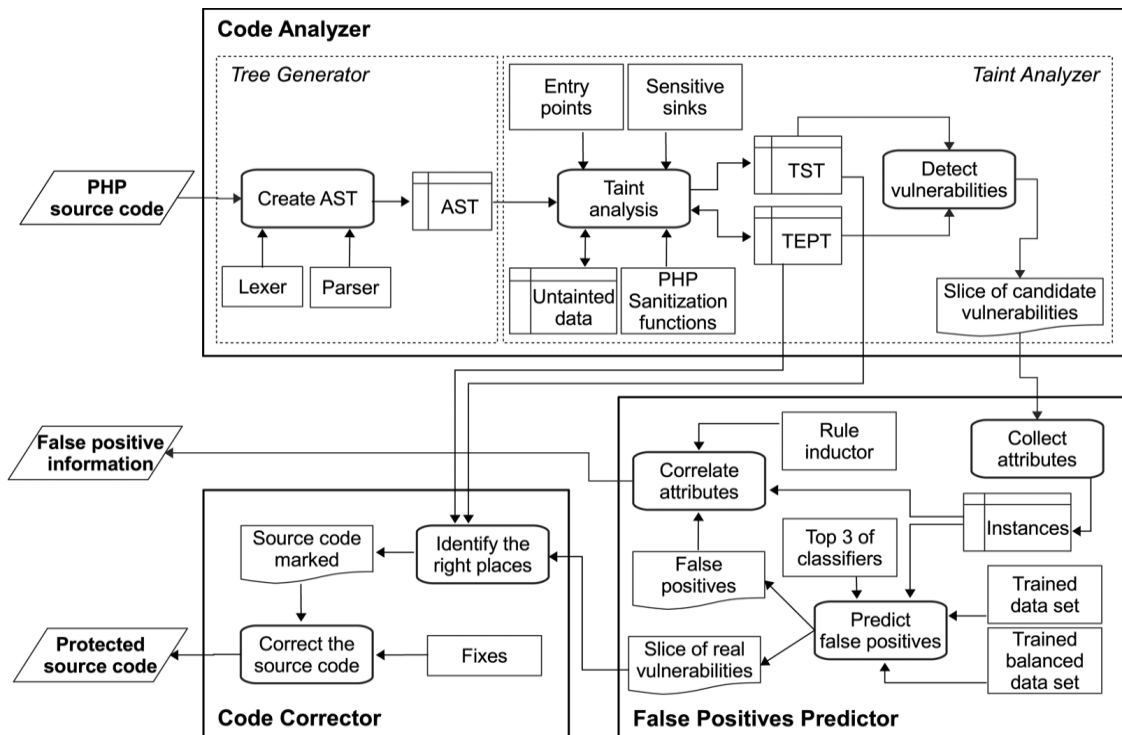 Code Analyzer
Tree Generator
Taint Analyzer
Entry
points
Sensitive
sinks
PHP
source code
Create AST
AST
Taint
analysis
TST
TEPT
Detect
vulnerabilities
Lexer
Parser
Untainted
data
PHP
Sanitization
functions
Slice of candidate
vulnerabilities
False positive
information
Correlate
attributes
Rule
inductor
Collect
attributes
Instances
Source code
marked
Identify the
right places
False
positives
Top 3 of
classifiers
Trained
data set
Predict
false positives
Protected
source code
Correct the
source code
Fixes
Slice of real
vulnerabilities
Trained
balanced
data set
Code Corrector
False Positives Predictor